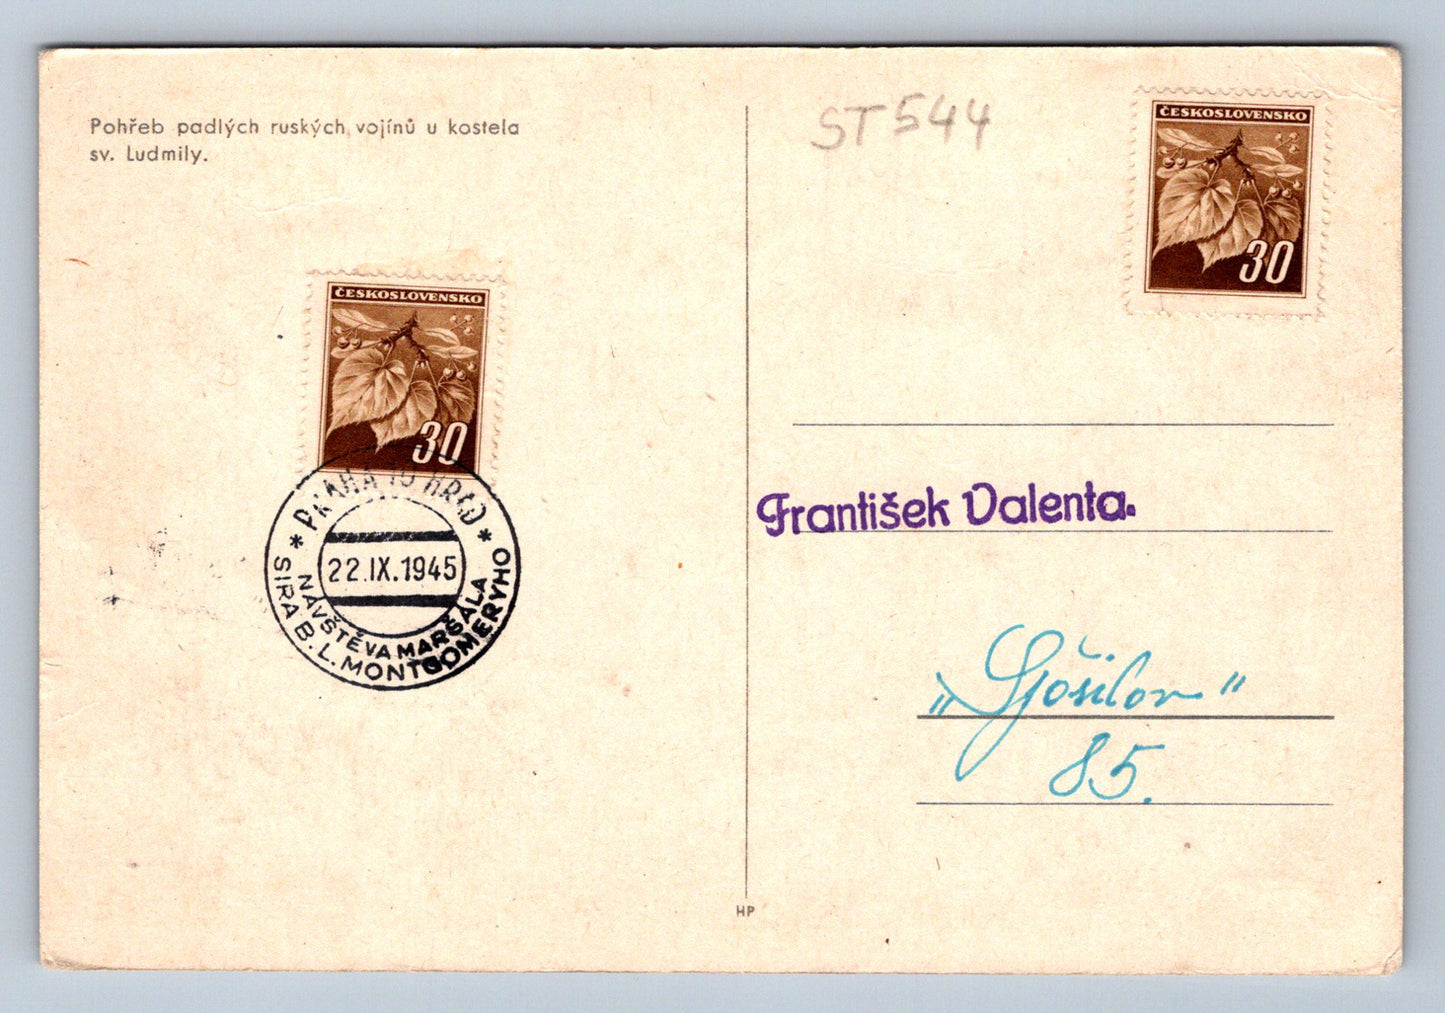 Pohřeb padlých ruských vojínů u kostela
sv. Ludmily.
ST544
ČESKOSLOVENSKO
30
ČESKOSLOVENSKO
30
* PRAHA 10 HRAD *
22.IX.1945
NÁVŠTĚVA MARŠÁLA
SIRA B. L. MONTGOMERYHO
František Valenta.
85.
HP